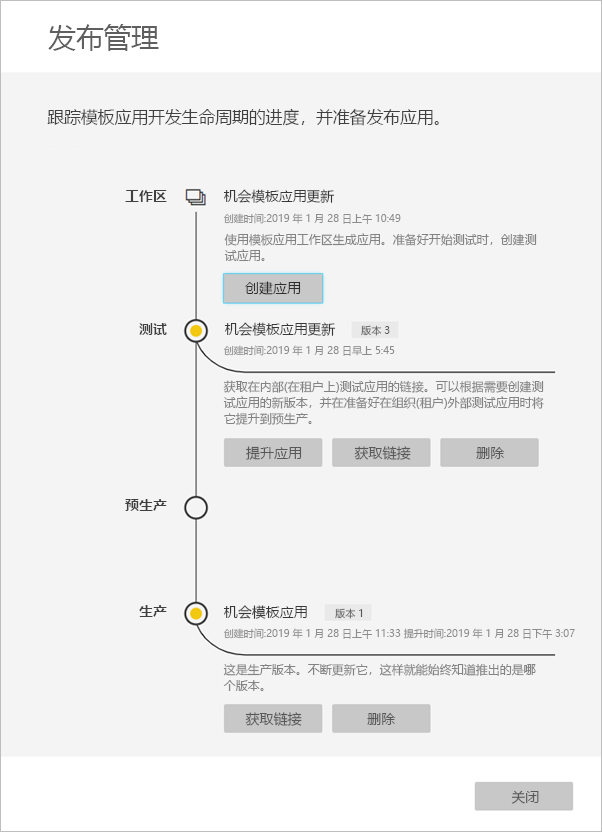 发布管理
跟踪模板应用开发生命周期的进度，并准备发布应用。
工作区
机会模板应用更新
创建时间:2019 年 1 月 28 日上午 10:49
使用模板应用工作区生成应用。准备好开始测试时，创建测
试应用。
创建应用
测试
机会模板应用更新 版本 3
创建时间:2019 年 1 月 28 日早上 5:45
获取在内部(在租户上)测试应用的链接。可以根据需要创建测
试应用的新版本，并在准备好在组织(租户)外部测试应用时将
它提升到预生产。
提升应用 获取链接 删除
预生产
生产
机会模板应用 版本 1
创建时间:2019 年 1 月 28 日上午 11:33 提升时间:2019 年 1 月 28 日下午 3:07
这是生产版本。不断更新它，这样就能始终知道推出的是哪
个版本。
获取链接 删除
关闭